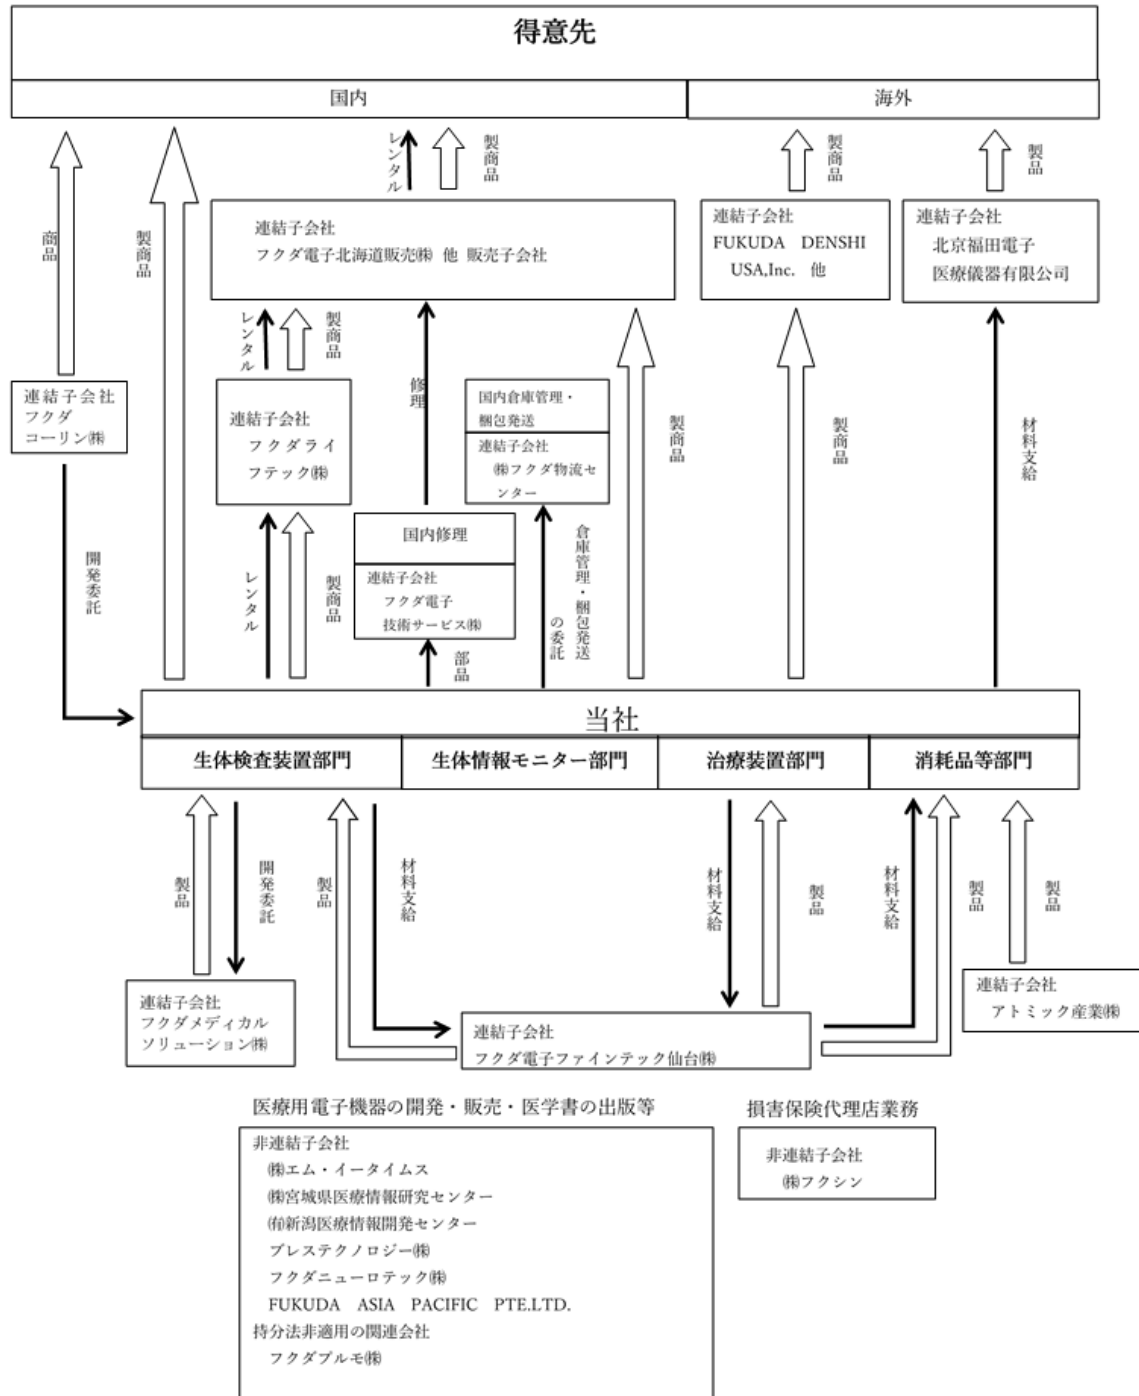 得意先
国内
海外
商品
製商品
レンタル
製商品
製商品
製品
連結子会社
フクダ電子北海道販売㈱ 他 販売子会社
連結子会社
FUKUDA DENSHI
USA,Inc. 他
連結子会社
北京福田電子
医療儀器有限公司
レンタル
製商品
修理
連結子会社
フクダ
コーリン㈱
連結子会社
フクダライ
フテック㈱
国内倉庫管理・
梱包発送
連結子会社
㈱フクダ物流セ
ンター
製商品
製商品
材料支給
開発委託
レンタル
製商品
国内修理
連結子会社
フクダ電子
技術サービス㈱
部品
倉庫管理・梱包発送
の委託
当社
生体検査装置部門
生体情報モニター部門
治療装置部門
消耗品等部門
製品
開発委託
製品
材料支給
材料支給
製品
材料支給
製品
製品
連結子会社
フクダメディカル
ソリューション㈱
連結子会社
フクダ電子ファインテック仙台㈱
連結子会社
アトミック産業㈱
医療用電子機器の開発・販売・医学書の出版等
非連結子会社
㈱エム・イータイムス
㈱宮城県医療情報研究センター
㈲新潟医療情報開発センター
ブレステクノロジー㈱
フクダニューロテック㈱
FUKUDA ASIA PACIFIC PTE.LTD.
持分法非適用の関連会社
フクダプルモ㈱
損害保険代理店業務
非連結子会社
㈱フクシン